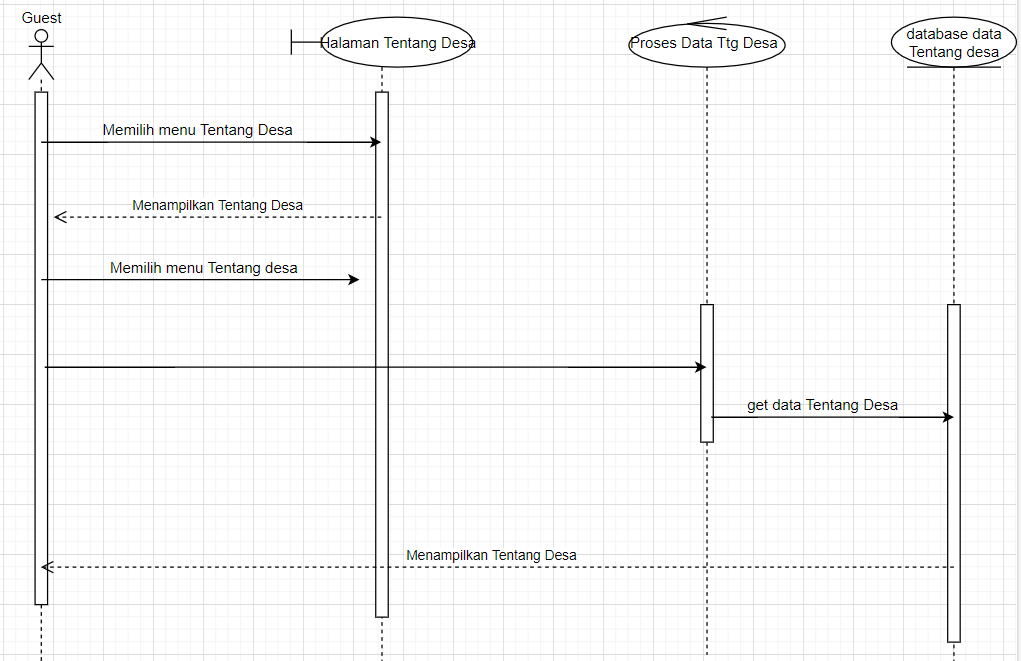 Guest
Halaman Tentang Desa
Proses Data Ttg Desa
database data
Tentang desa
Memilih menu Tentang Desa
Menampilkan Tentang Desa
Memilih menu Tentang desa
get data Tentang Desa
Menampilkan Tentang Desa